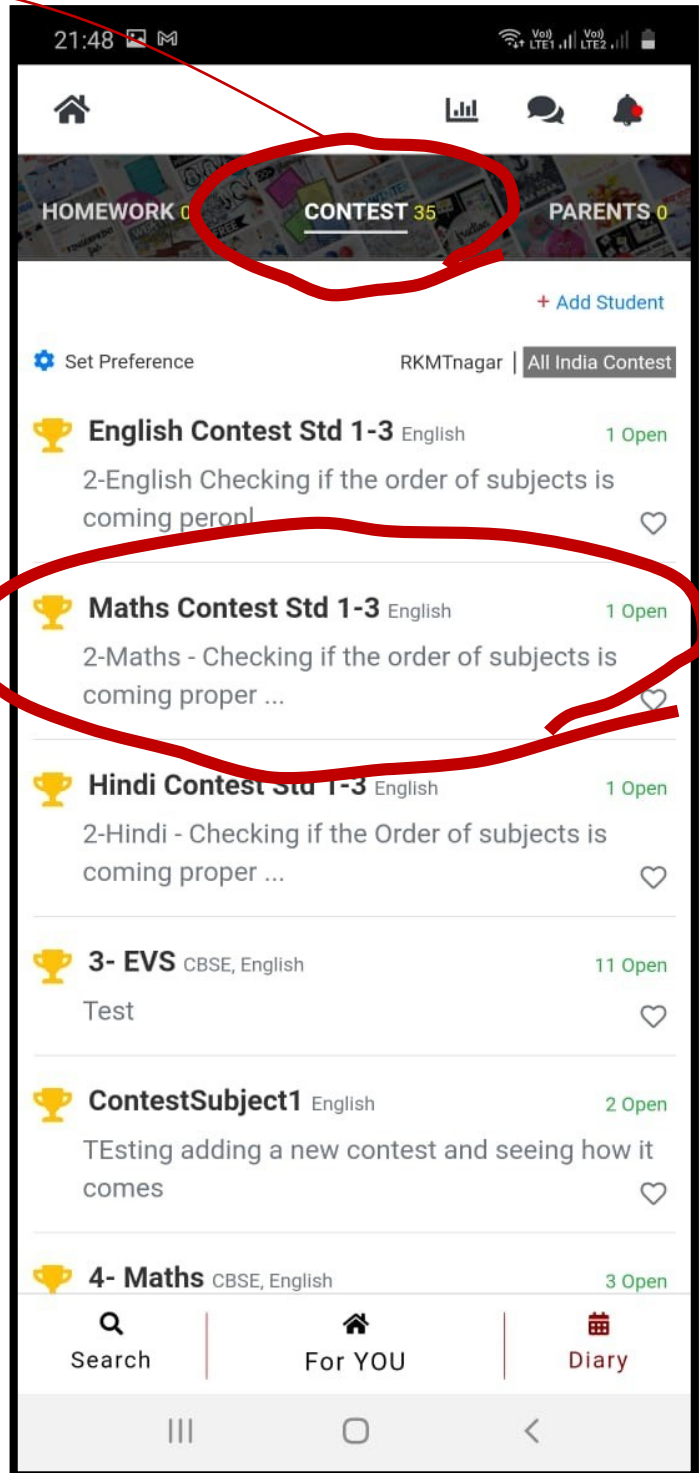 21:48
Vo)) LTE1 Vo)) LTE2
HOMEWORK 0 CONTEST 35 PARENTS 0
+ Add Student
Set Preference RKMTnagar | All India Contest
English Contest Std 1-3 English 1 Open
2-English Checking if the order of subjects is
coming peropl
Maths Contest Std 1-3 English 1 Open
2-Maths - Checking if the order of subjects is
coming proper ...
Hindi Contest Std 1-3 English 1 Open
2-Hindi - Checking if the Order of subjects is
coming proper ...
3- EVS CBSE, English 11 Open
Test
ContestSubject1 English 2 Open
TEsting adding a new contest and seeing how it
comes
4- Maths CBSE, English 3 Open
Search For YOU Diary